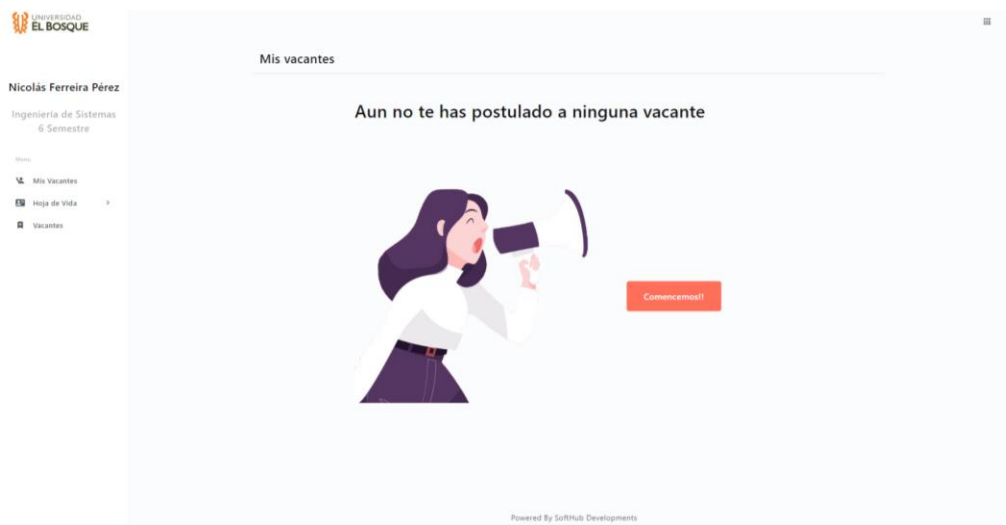 UNIVERSIDAD
EL BOSQUE
Nicolás Ferreira Pérez
Ingeniería de Sistemas
6 Semestre
Menu
Mis Vacantes
Hoja de Vida
Vacantes
Mis vacantes
Aun no te has postulado a ninguna vacante
Comencemos!!
Powered By SoftHub Developments